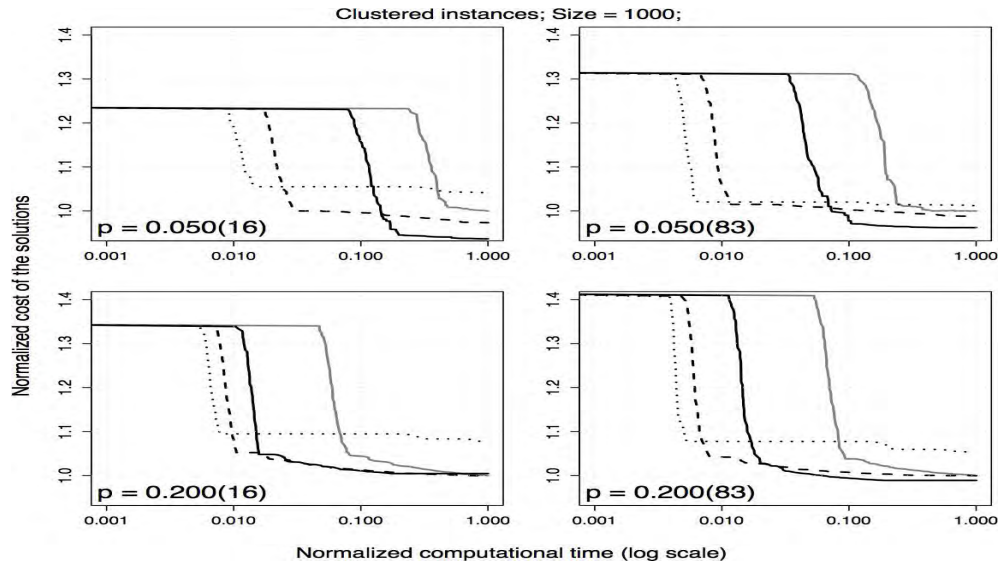 Clustered instances; Size = 1000;
Normalized cost of the solutions
1.4
1.3
1.2
1.1
1.0
p = 0.050(16)
0.001 0.010 0.100 1.000
1.4
1.3
1.2
1.1
1.0
p = 0.050(83)
0.001 0.010 0.100 1.000
1.4
1.3
1.2
1.1
1.0
p = 0.200(16)
0.001 0.010 0.100 1.000
1.4
1.3
1.2
1.1
1.0
p = 0.200(83)
0.001 0.010 0.100 1.000
Normalized computational time (log scale)